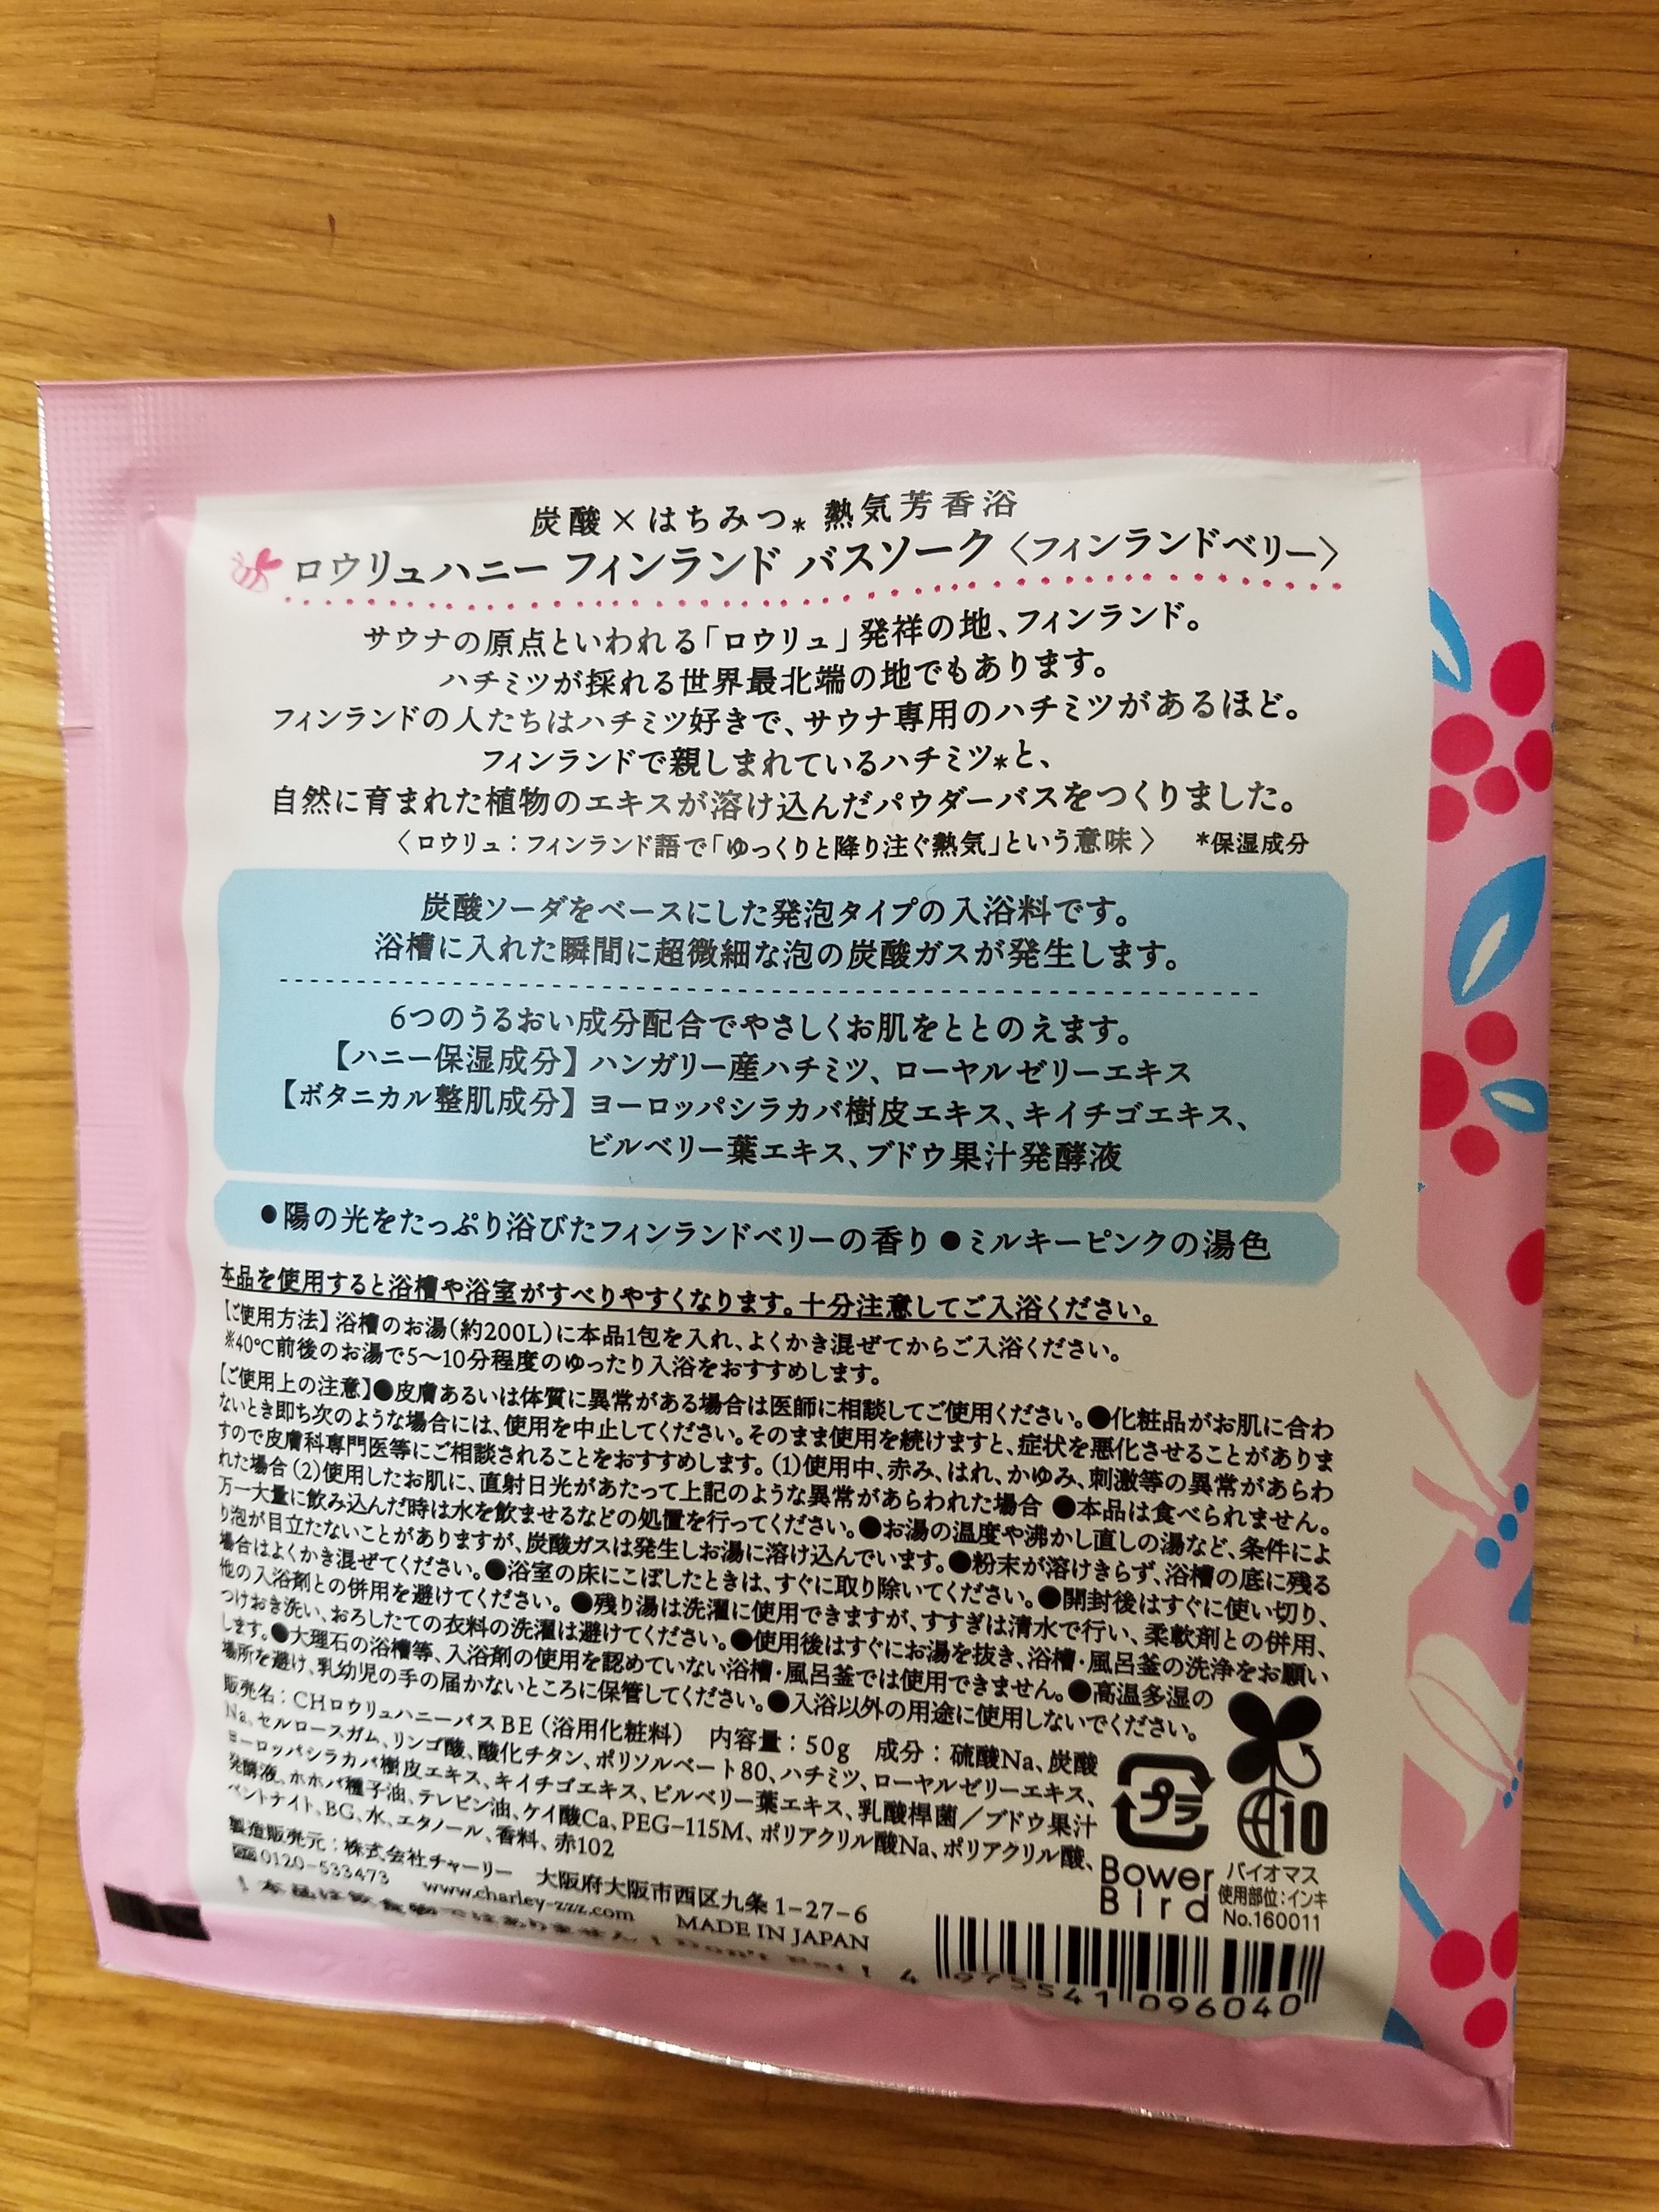 炭酸×はちみつ* 熱気芳香浴
ロウリュハニー フィンランド バスソーク〈フィンランドベリー〉
サウナの原点といわれる「ロウリュ」発祥の地、フィンランド。
ハチミツが採れる世界最北端の地でもあります。
フィンランドの人たちはハチミツ好きで、サウナ専用のハチミツがあるほど。
フィンランドで親しまれているハチミツ*と、
自然に育まれた植物のエキスが溶け込んだパウダーバスをつくりました。
〈ロウリュ：フィンランド語で「ゆっくりと降り注ぐ熱気」という意味〉 *保湿成分
炭酸ソーダをベースにした発泡タイプの入浴料です。
浴槽に入れた瞬間に超微細な泡の炭酸ガスが発生します。
6つのうるおい成分配合でやさしくお肌をととのえます。
【ハニー保湿成分】ハンガリー産ハチミツ、ローヤルゼリーエキス
【ボタニカル整肌成分】ヨーロッパシラカバ樹皮エキス、キイチゴエキス、
ビルベリー葉エキス、ブドウ果汁発酵液
●陽の光をたっぷり浴びたフィンランドベリーの香り●ミルキーピンクの湯色
本品を使用すると浴槽や浴室がすべりやすくなります。十分注意してご入浴ください。
【ご使用方法】浴槽のお湯(約200L)に本品1包を入れ、よくかき混ぜてからご入浴ください。
※40℃前後のお湯で5〜10分程度のゆったり入浴をおすすめします。
【ご使用上の注意】●皮膚あるいは体質に異常がある場合は医師に相談してご使用ください。●化粧品がお肌に合わ
ないとき即ち次のような場合には、使用を中止してください。そのまま使用を続けますと、症状を悪化させることがありま
すので皮膚科専門医等にご相談されることをおすすめします。(1)使用中、赤み、はれ、かゆみ、刺激等の異常があらわ
れた場合(2)使用したお肌に、直射日光があたって上記のような異常があらわれた場合 ●本品は食べられません。
万一大量に飲み込んだ時は水を飲ませるなどの処置を行ってください。●お湯の温度や沸かし直しの湯など、条件によ
り泡が目立たないことがありますが、炭酸ガスは発生しお湯に溶け込んでいます。●粉末が溶けきらず、浴槽の底に残る
場合はよくかき混ぜてください。●浴室の床にこぼしたときは、すぐに取り除いてください。●開封後はすぐに使い切り、
他の入浴剤との併用を避けてください。●残り湯は洗濯に使用できますが、すすぎは清水で行い、柔軟剤との併用、
つけおき洗い、おろしたての衣料の洗濯は避けてください。●使用後はすぐにお湯を抜き、浴槽・風呂釜の洗浄をお願い
します。●大理石の浴槽等、入浴剤の使用を認めていない浴槽・風呂釜では使用できません。●高温多湿の
場所を避け、乳幼児の手の届かないところに保管してください。●入浴以外の用途に使用しないでください。
販売名：CHロウリュハニーバスBE（浴用化粧料） 内容量：50g 成分：硫酸Na、炭酸
Na、セルロースガム、リンゴ酸、酸化チタン、ポリソルベート80、ハチミツ、ローヤルゼリーエキス、
ヨーロッパシラカバ樹皮エキス、キイチゴエキス、ビルベリー葉エキス、乳酸桿菌／ブドウ果汁
発酵液、ホホバ種子油、テレビン油、ケイ酸Ca、PEG-115M、ポリアクリル酸Na、ポリアクリル酸、
ベントナイト、BG、水、エタノール、香料、赤102
製造販売元：株式会社チャーリー 大阪府大阪市西区九条1-27-6
0120-533473 www.charley-zzz.com MADE IN JAPAN
！本品は飲食物ではありません！Don't Eat！
プラ
Bower
Bird
10
バイオマス
使用部位：インキ
No.160011
4 975541 096040